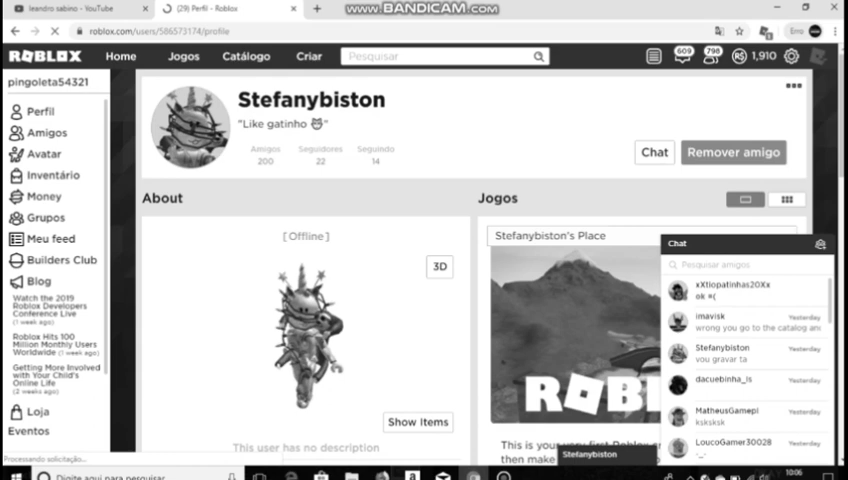 leandro sabino - YouTube
(29) Perfil - Roblox
www.BANDICAM.com
roblox.com/users/586573174/profile
Erro
ROBLOX
Home
Jogos
Catálogo
Criar
Pesquisar
609
798
R$ 1,910
pingoleta54321
Perfil
Amigos
Avatar
Inventário
Money
Grupos
Meu feed
Builders Club
Blog
Watch the 2019
Roblox Developers
Conference Live
(1 week ago)
Roblox Hits 100
Million Monthly Users
Worldwide (1 week ago)
Getting More Involved
with Your Child's
Online Life
(2 weeks ago)
Loja
Eventos
Processando solicitação...
Stefanybiston
"Like gatinho 😼"
Amigos
200
Seguidores
22
Seguindo
14
Chat
Remover amigo
About
[Offline]
3D
Show Items
This user has no description
Jogos
Stefanybiston's Place
ROBL
This is your very first Roblox
then make
Stefanybiston
Chat
Pesquisar amigos
xXtiopatinhas20Xx
ok =(
imavisk
Yesterday
wrong you go to the catalog and
Stefanybiston
Yesterday
vou gravar ta
dacuebinha_ls
Yesterday
MatheusGamepl
Yesterday
ksksksk
LoucoGamer30028
Yesterday
-_-
Digite aqui para pesquisar
10:06